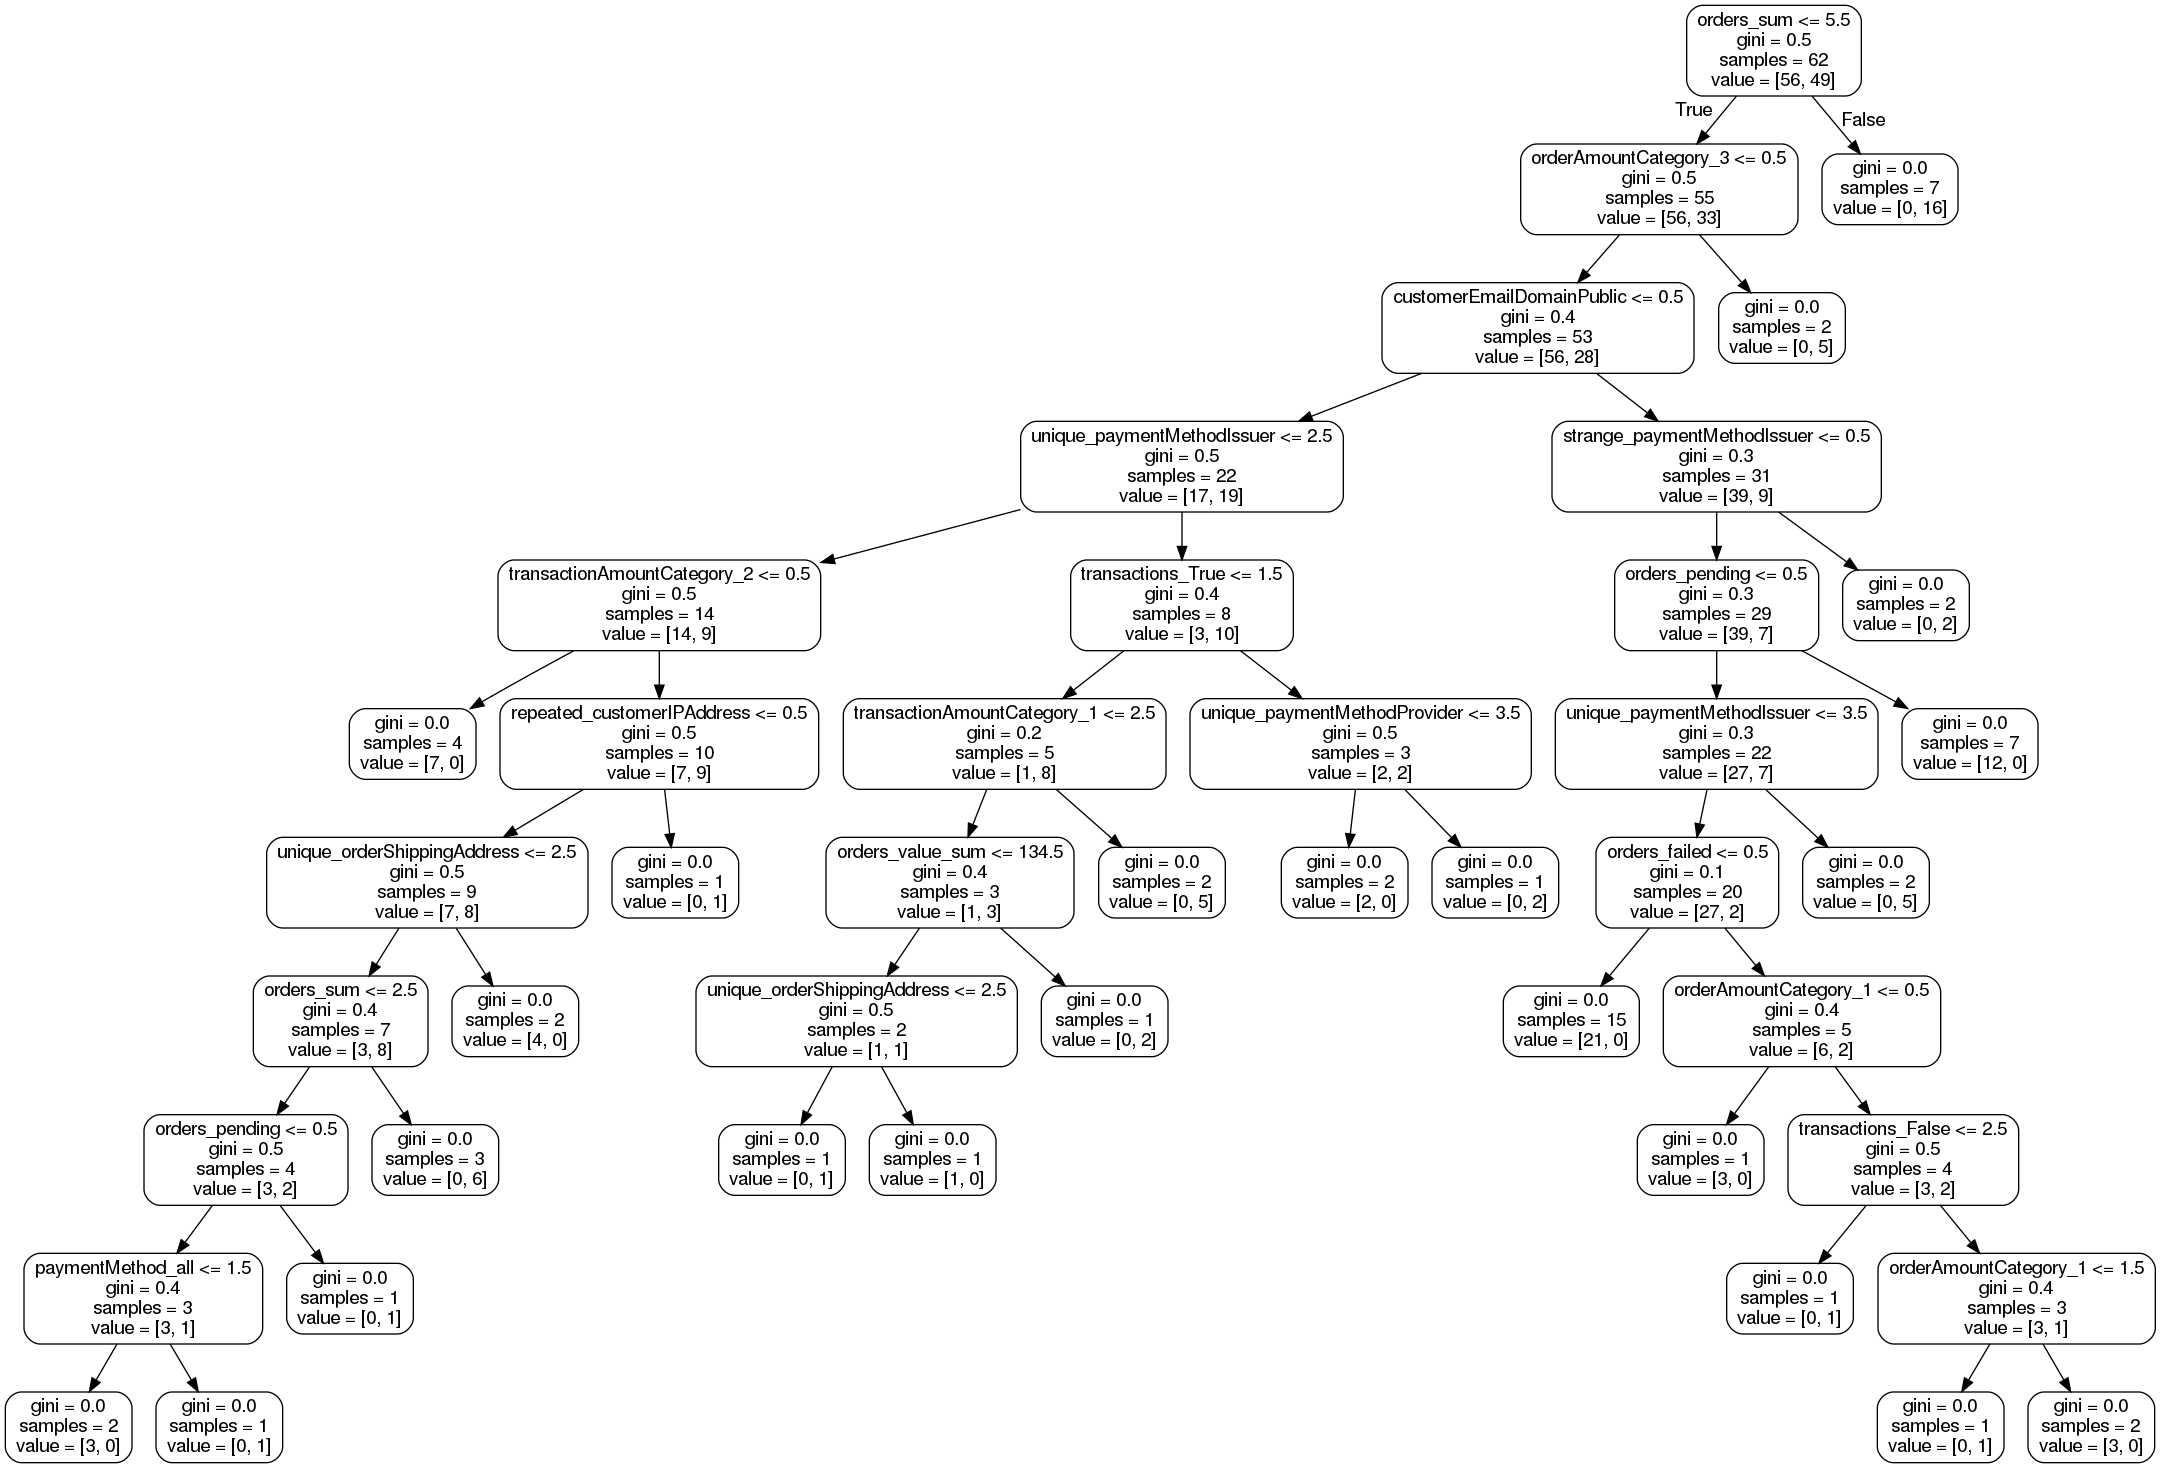 orders_sum <= 5.5
gini = 0.5
samples = 62
value = [56, 49]
True
False
orderAmountCategory_3 <= 0.5
gini = 0.5
samples = 55
value = [56, 33]
gini = 0.0
samples = 7
value = [0, 16]
customerEmailDomainPublic <= 0.5
gini = 0.4
samples = 53
value = [56, 28]
gini = 0.0
samples = 2
value = [0, 5]
unique_paymentMethodIssuer <= 2.5
gini = 0.5
samples = 22
value = [17, 19]
strange_paymentMethodIssuer <= 0.5
gini = 0.3
samples = 31
value = [39, 9]
transactionAmountCategory_2 <= 0.5
gini = 0.5
samples = 14
value = [14, 9]
transactions_True <= 1.5
gini = 0.4
samples = 8
value = [3, 10]
orders_pending <= 0.5
gini = 0.3
samples = 29
value = [39, 7]
gini = 0.0
samples = 2
value = [0, 2]
gini = 0.0
samples = 4
value = [7, 0]
repeated_customerIPAddress <= 0.5
gini = 0.5
samples = 10
value = [7, 9]
transactionAmountCategory_1 <= 2.5
gini = 0.2
samples = 5
value = [1, 8]
unique_paymentMethodProvider <= 3.5
gini = 0.5
samples = 3
value = [2, 2]
unique_paymentMethodIssuer <= 3.5
gini = 0.3
samples = 22
value = [27, 7]
gini = 0.0
samples = 7
value = [12, 0]
unique_orderShippingAddress <= 2.5
gini = 0.5
samples = 9
value = [7, 8]
gini = 0.0
samples = 1
value = [0, 1]
orders_value_sum <= 134.5
gini = 0.4
samples = 3
value = [1, 3]
gini = 0.0
samples = 2
value = [0, 5]
gini = 0.0
samples = 2
value = [2, 0]
gini = 0.0
samples = 1
value = [0, 2]
orders_failed <= 0.5
gini = 0.1
samples = 20
value = [27, 2]
gini = 0.0
samples = 2
value = [0, 5]
orders_sum <= 2.5
gini = 0.4
samples = 7
value = [3, 8]
gini = 0.0
samples = 2
value = [4, 0]
unique_orderShippingAddress <= 2.5
gini = 0.5
samples = 2
value = [1, 1]
gini = 0.0
samples = 1
value = [0, 2]
gini = 0.0
samples = 15
value = [21, 0]
orderAmountCategory_1 <= 0.5
gini = 0.4
samples = 5
value = [6, 2]
orders_pending <= 0.5
gini = 0.5
samples = 4
value = [3, 2]
gini = 0.0
samples = 3
value = [0, 6]
gini = 0.0
samples = 1
value = [0, 1]
gini = 0.0
samples = 1
value = [1, 0]
gini = 0.0
samples = 1
value = [3, 0]
transactions_False <= 2.5
gini = 0.5
samples = 4
value = [3, 2]
paymentMethod_all <= 1.5
gini = 0.4
samples = 3
value = [3, 1]
gini = 0.0
samples = 1
value = [0, 1]
gini = 0.0
samples = 1
value = [0, 1]
orderAmountCategory_1 <= 1.5
gini = 0.4
samples = 3
value = [3, 1]
gini = 0.0
samples = 2
value = [3, 0]
gini = 0.0
samples = 1
value = [0, 1]
gini = 0.0
samples = 1
value = [0, 1]
gini = 0.0
samples = 2
value = [3, 0]